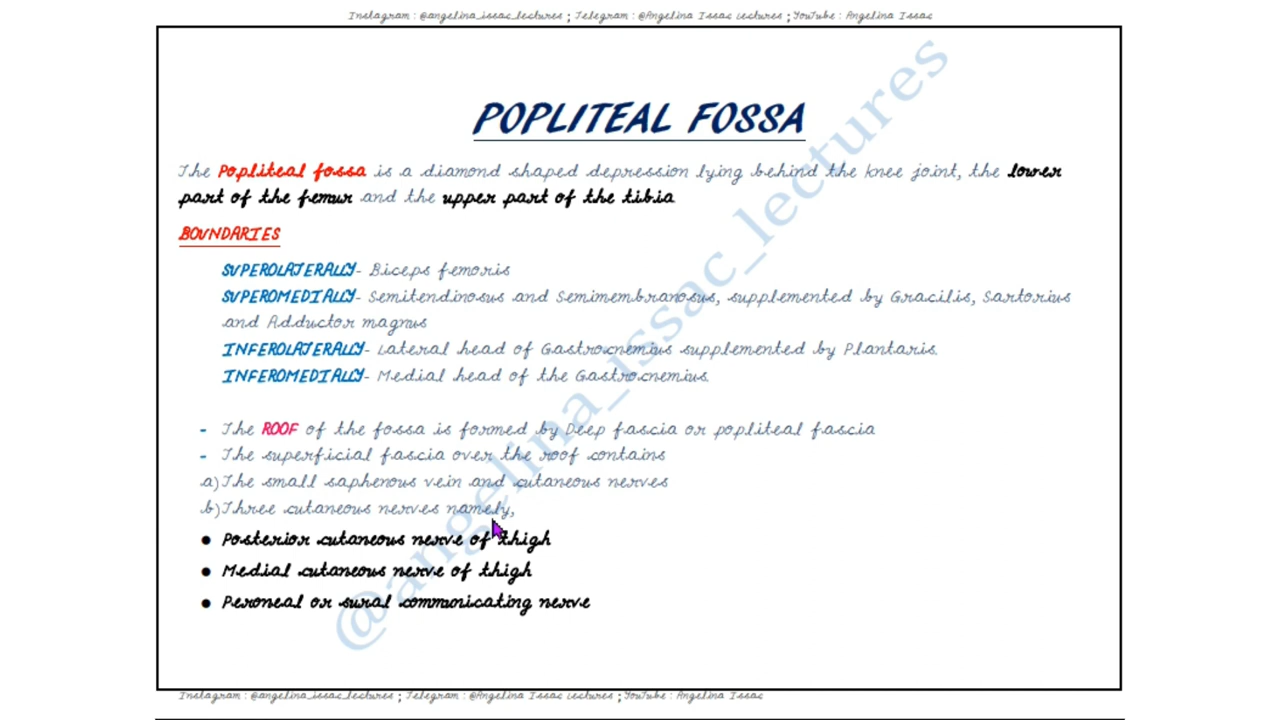 Instagram : @angelina_issac_lectures ; Telegram : @Angelina Issac Lectures ; YouTube : Angelina Issac
POPLITEAL FOSSA
The Popliteal fossa is a diamond shaped depression lying behind the knee joint, the lower
part of the femur and the upper part of the tibia
BOUNDARIES
SUPEROLATERALLY- Biceps femoris
SUPEROMEDIALLY- Semitendinosus and Semimembranosus, supplemented by Gracilis, Sartorius
and Adductor magnus
INFEROLATERALLY- Lateral head of Gastrocnemius supplemented by Plantaris.
INFEROMEDIALLY- Medial head of the Gastrocnemius.
- The ROOF of the fossa is formed by Deep fascia or popliteal fascia
- The superficial fascia over the roof contains
a) The small saphenous vein and cutaneous nerves
b) Three cutaneous nerves namely,
● Posterior cutaneous nerve of thigh
● Medial cutaneous nerve of thigh
● Peroneal or sural communicating nerve
@angelina_issac_lectures
Instagram : @angelina_issac_lectures ; Telegram : @Angelina Issac Lectures ; YouTube : Angelina Issac